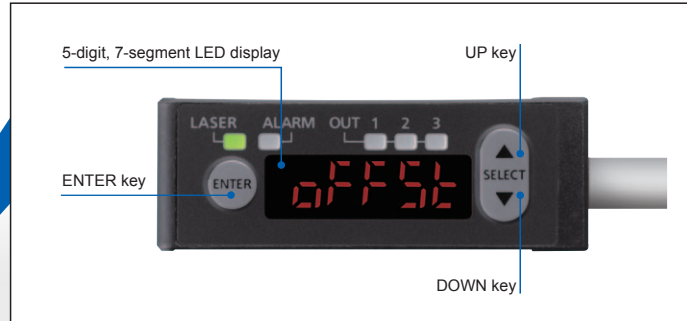 5-digit, 7-segment LED display
UP key
LASER ALARM OUT 1 2 3
ENTER key
ENTER
oFFSt
SELECT
DOWN key